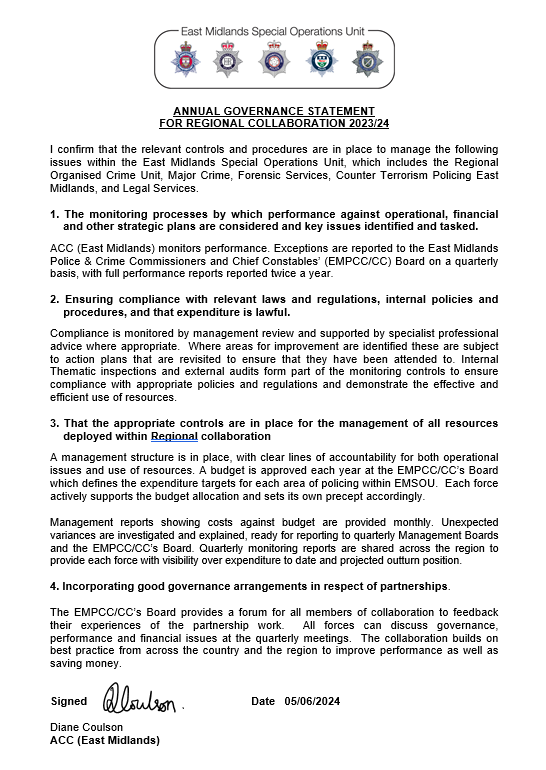 East Midlands Special Operations Unit
ANNUAL GOVERNANCE STATEMENT
FOR REGIONAL COLLABORATION 2023/24
I confirm that the relevant controls and procedures are in place to manage the following
issues within the East Midlands Special Operations Unit, which includes the Regional
Organised Crime Unit, Major Crime, Forensic Services, Counter Terrorism Policing East
Midlands, and Legal Services.
1. The monitoring processes by which performance against operational, financial
and other strategic plans are considered and key issues identified and tasked.
ACC (East Midlands) monitors performance. Exceptions are reported to the East Midlands
Police & Crime Commissioners and Chief Constables' (EMPCC/CC) Board on a quarterly
basis, with full performance reports reported twice a year.
2. Ensuring compliance with relevant laws and regulations, internal policies and
procedures, and that expenditure is lawful.
Compliance is monitored by management review and supported by specialist professional
advice where appropriate. Where areas for improvement are identified these are subject
to action plans that are revisited to ensure that they have been attended to. Internal
Thematic inspections and external audits form part of the monitoring controls to ensure
compliance with appropriate policies and regulations and demonstrate the effective and
efficient use of resources.
3. That the appropriate controls are in place for the management of all resources
deployed within Regional collaboration
A management structure is in place, with clear lines of accountability for both operational
issues and use of resources. A budget is approved each year at the EMPCC/CC's Board
which defines the expenditure targets for each area of policing within EMSOU. Each force
actively supports the budget allocation and sets its own precept accordingly.
Management reports showing costs against budget are provided monthly. Unexpected
variances are investigated and explained, ready for reporting to quarterly Management Boards
and the EMPCC/CC's Board. Quarterly monitoring reports are shared across the region to
provide each force with visibility over expenditure to date and projected outturn position.
4. Incorporating good governance arrangements in respect of partnerships.
The EMPCC/CC's Board provides a forum for all members of collaboration to feedback
their experiences of the partnership work. All forces can discuss governance,
performance and financial issues at the quarterly meetings. The collaboration builds on
best practice from across the country and the region to improve performance as well as
saving money.
Signed DCoulson. Date 05/06/2024
Diane Coulson
ACC (East Midlands)